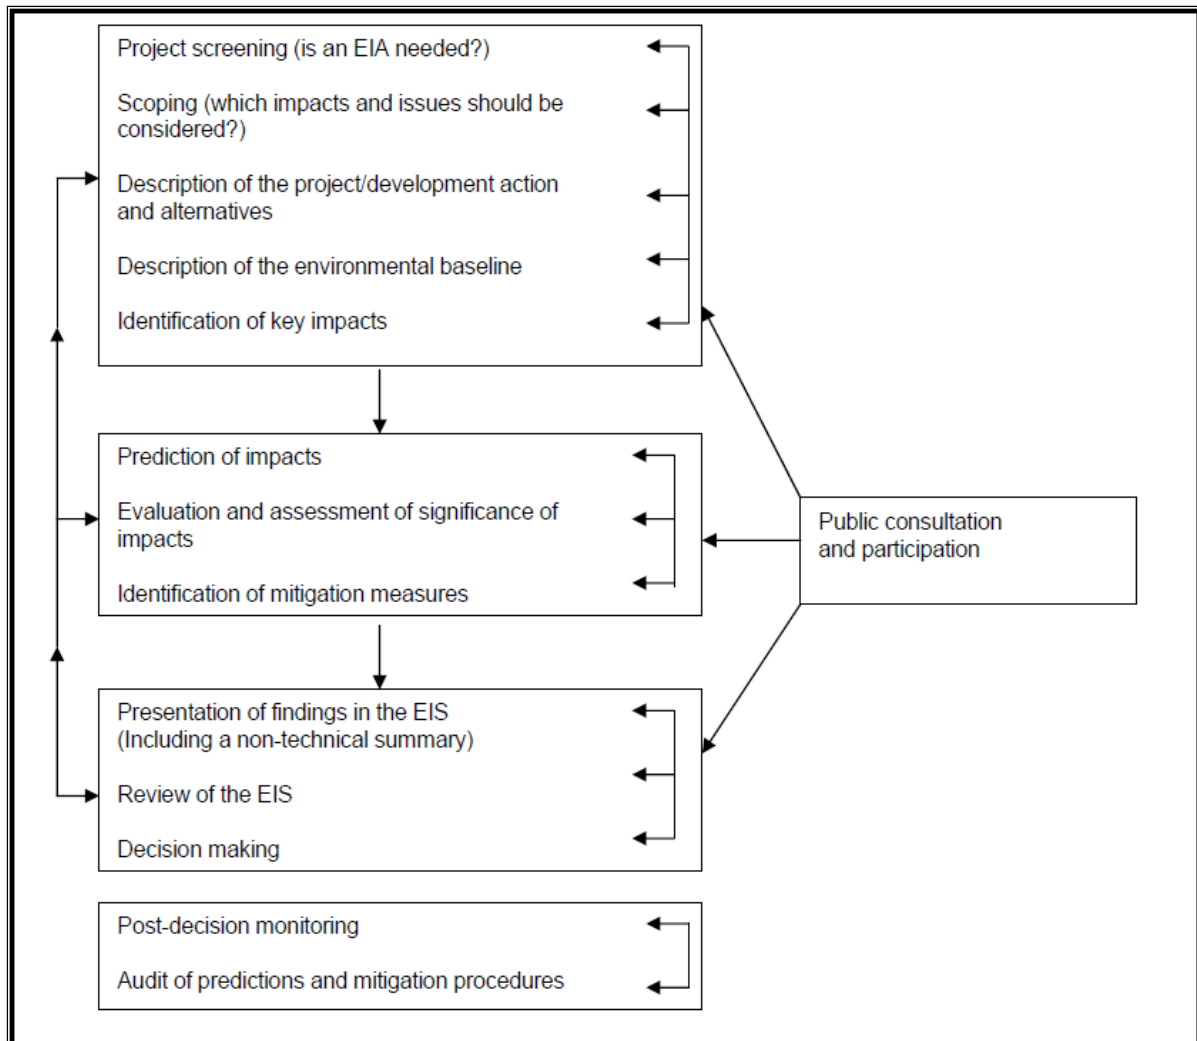 Project screening (is an EIA needed?)
Scoping (which impacts and issues should be
considered?)
Description of the project/development action
and alternatives
Description of the environmental baseline
Identification of key impacts
Prediction of impacts
Evaluation and assessment of significance of
impacts
Identification of mitigation measures
Public consultation
and participation
Presentation of findings in the EIS
(Including a non-technical summary)
Review of the EIS
Decision making
Post-decision monitoring
Audit of predictions and mitigation procedures